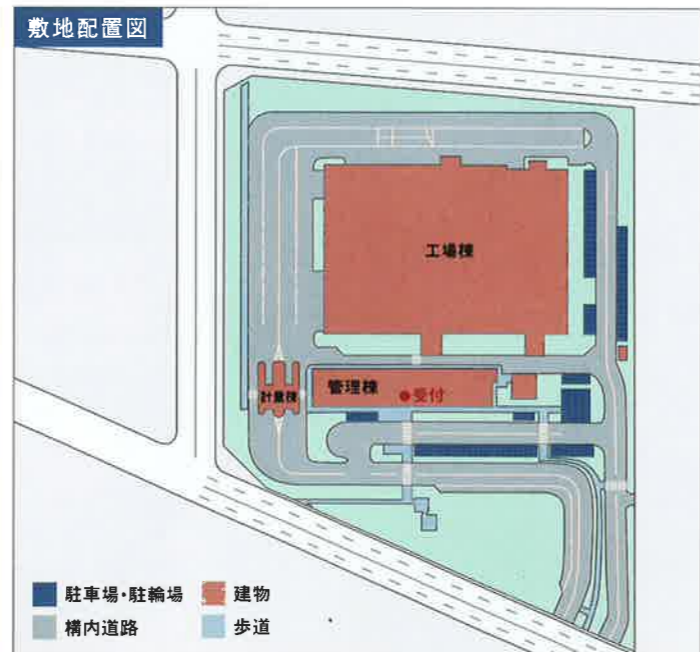 敷地配置図
工場棟
管理棟
受付
計量棟
駐車場・駐輪場
建物
構内道路
歩道